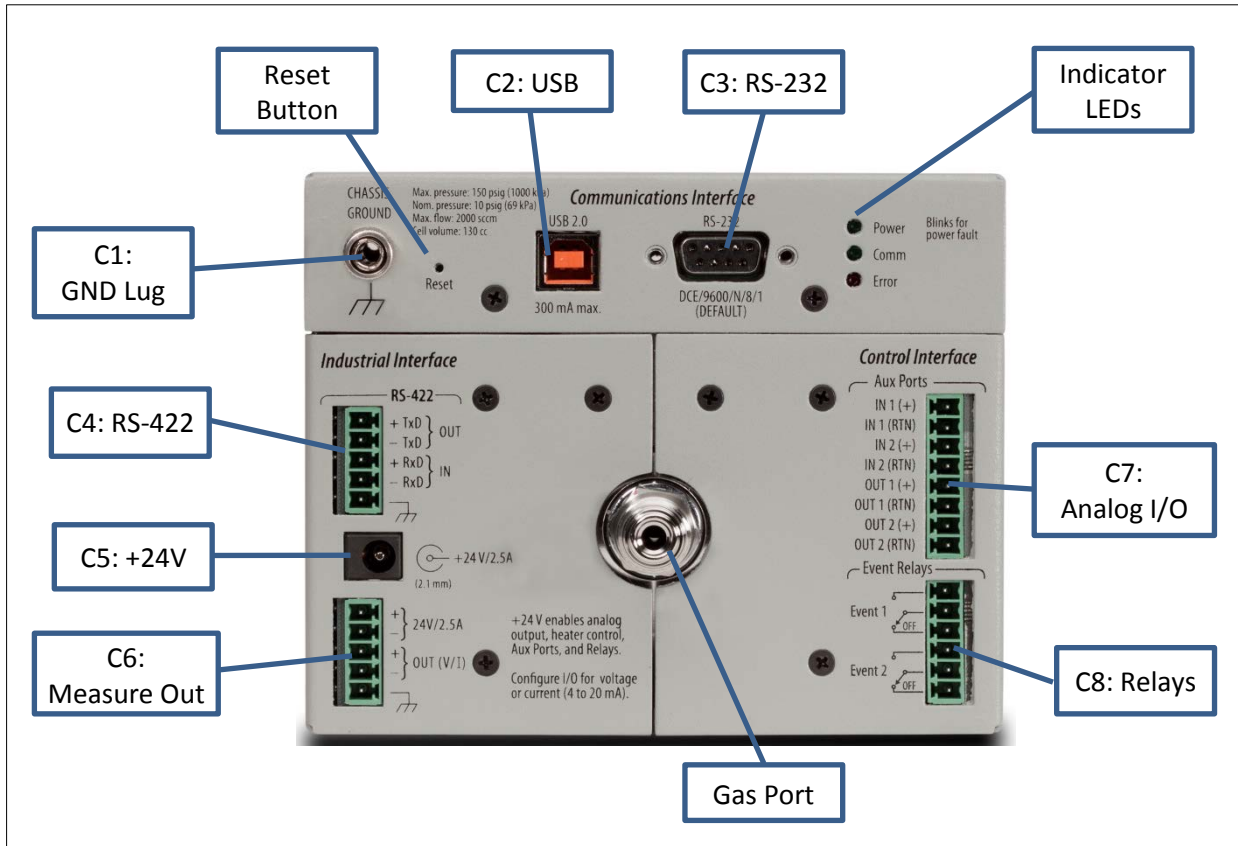 Reset
Button
C2: USB
C3: RS-232
Indicator
LEDs
CHASSIS
GROUND
Max. pressure: 150 psig (1000 kPa)
Nom. pressure: 10 psig (69 kPa)
Max. flow: 2000 sccm
Cell volume: 130 cc
Communications Interface
USB 2.0
RS-232
Power
Blinks for
power fault
Comm
Error
Reset
300 mA max.
DCE/9600/N/8/1
(DEFAULT)
C1:
GND Lug
Industrial Interface
RS-422
+ TxD
– TxD
OUT
+ RxD
– RxD
IN
C4: RS-422
C5: +24V
+24 V/2.5A
(2.1 mm)
+
–
24V/2.5A
+
–
OUT (V/I)
C6:
Measure Out
+24 V enables analog
output, heater control,
Aux Ports, and Relays.
Configure I/O for voltage
or current (4 to 20 mA).
Control Interface
Aux Ports
IN 1 (+)
IN 1 (RTN)
IN 2 (+)
IN 2 (RTN)
OUT 1 (+)
OUT 1 (RTN)
OUT 2 (+)
OUT 2 (RTN)
C7:
Analog I/O
Event Relays
Event 1
OFF
Event 2
OFF
C8: Relays
Gas Port